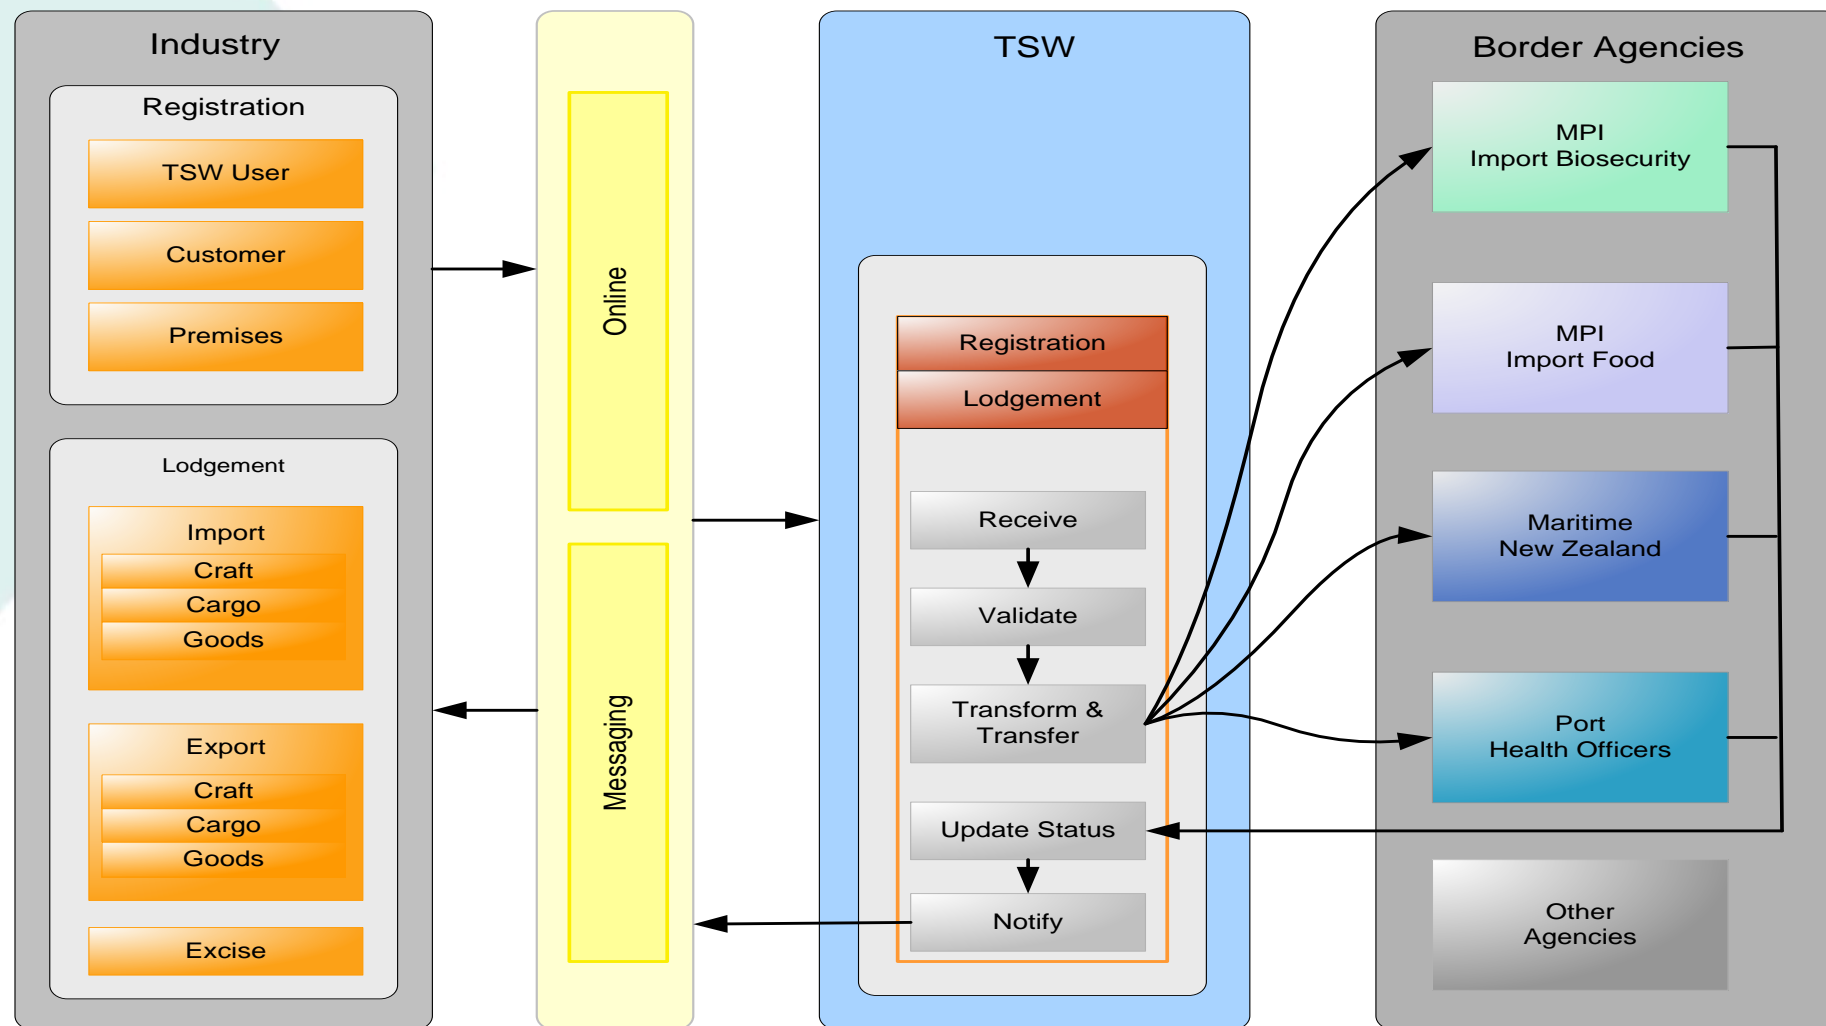 Industry
Registration
TSW User
Customer
Premises
Lodgement
Import
Craft
Cargo
Goods
Export
Craft
Cargo
Goods
Excise
Online
Messaging
TSW
Registration
Lodgement
Receive
Validate
Transform &
Transfer
Update Status
Notify
Border Agencies
MPI
Import Biosecurity
MPI
Import Food
Maritime
New Zealand
Port
Health Officers
Other
Agencies